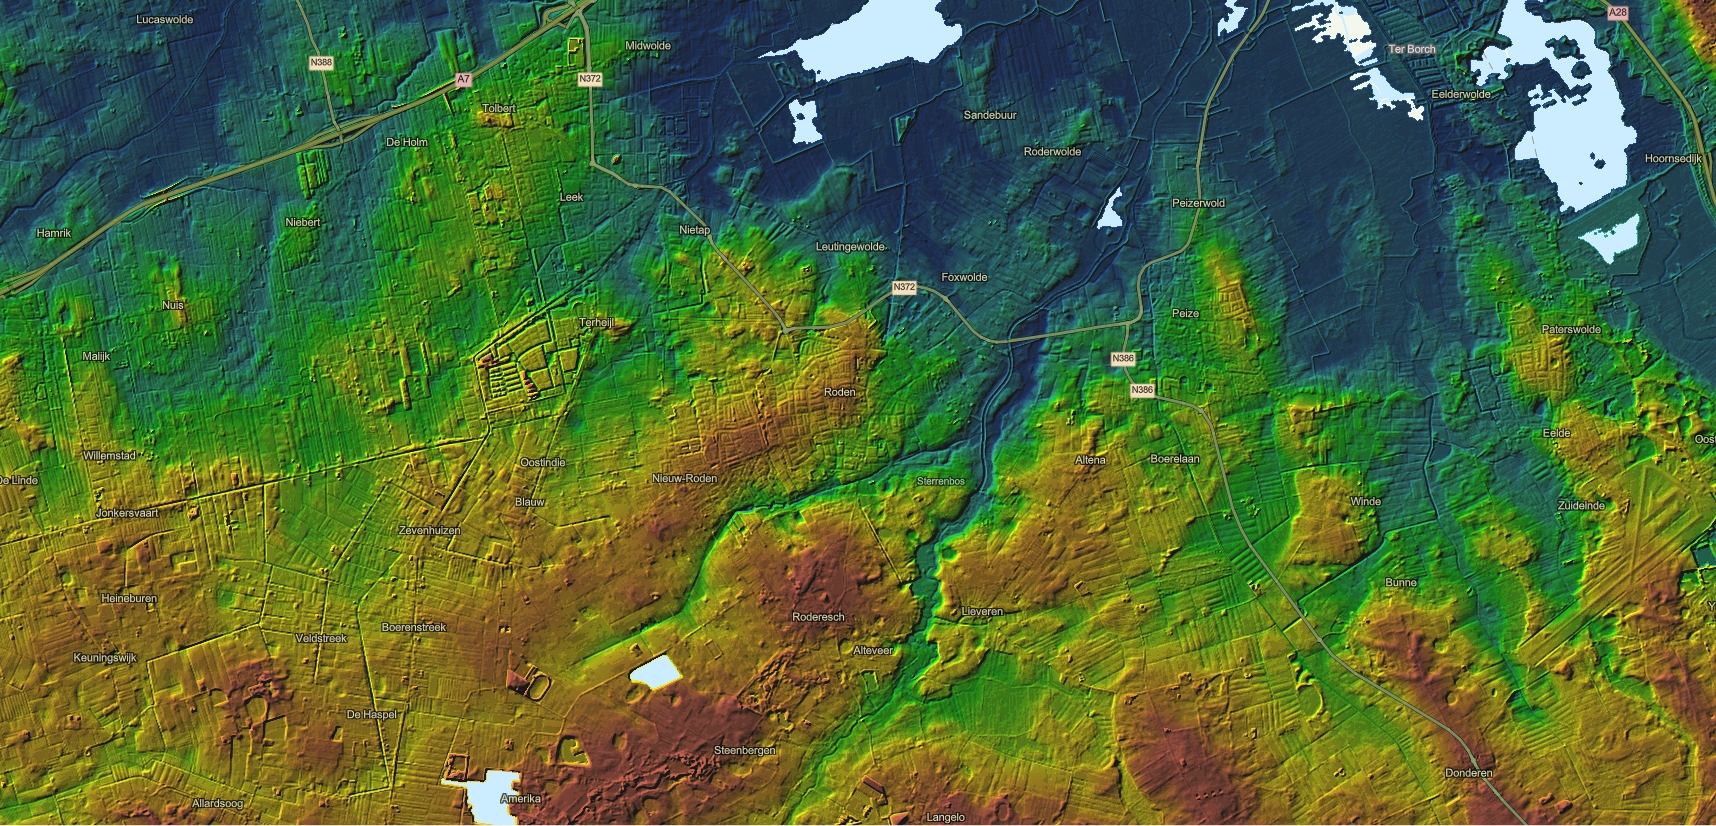 Lucaswolde
A28
Midwolde
Ter Borch
N388
A7
N372
Eelderwolde
Tolbert
Sandebuur
De Holm
Roderwolde
Hoornsedijk
Leek
Peizerwold
Niebert
Hamrik
Nietap
Leutingewolde
Foxwolde
N372
Nuis
Peize
Terheijl
Paterswolde
Malijk
N386
Roden
N386
Eelde
Oost
Willemstad
Oostindie
Altena
Boerelaan
De Linde
Nieuw-Roden
Sterrenbos
Blauw
Winde
Zuideinde
Jonkersvaart
Zevenhuizen
Bunne
Heineburen
Y
Lieveren
Roderesch
Boerenstreek
Veldstreek
Alteveer
Keuningswijk
De Haspel
Steenbergen
Donderen
Amerika
Allardsoog
Langelo